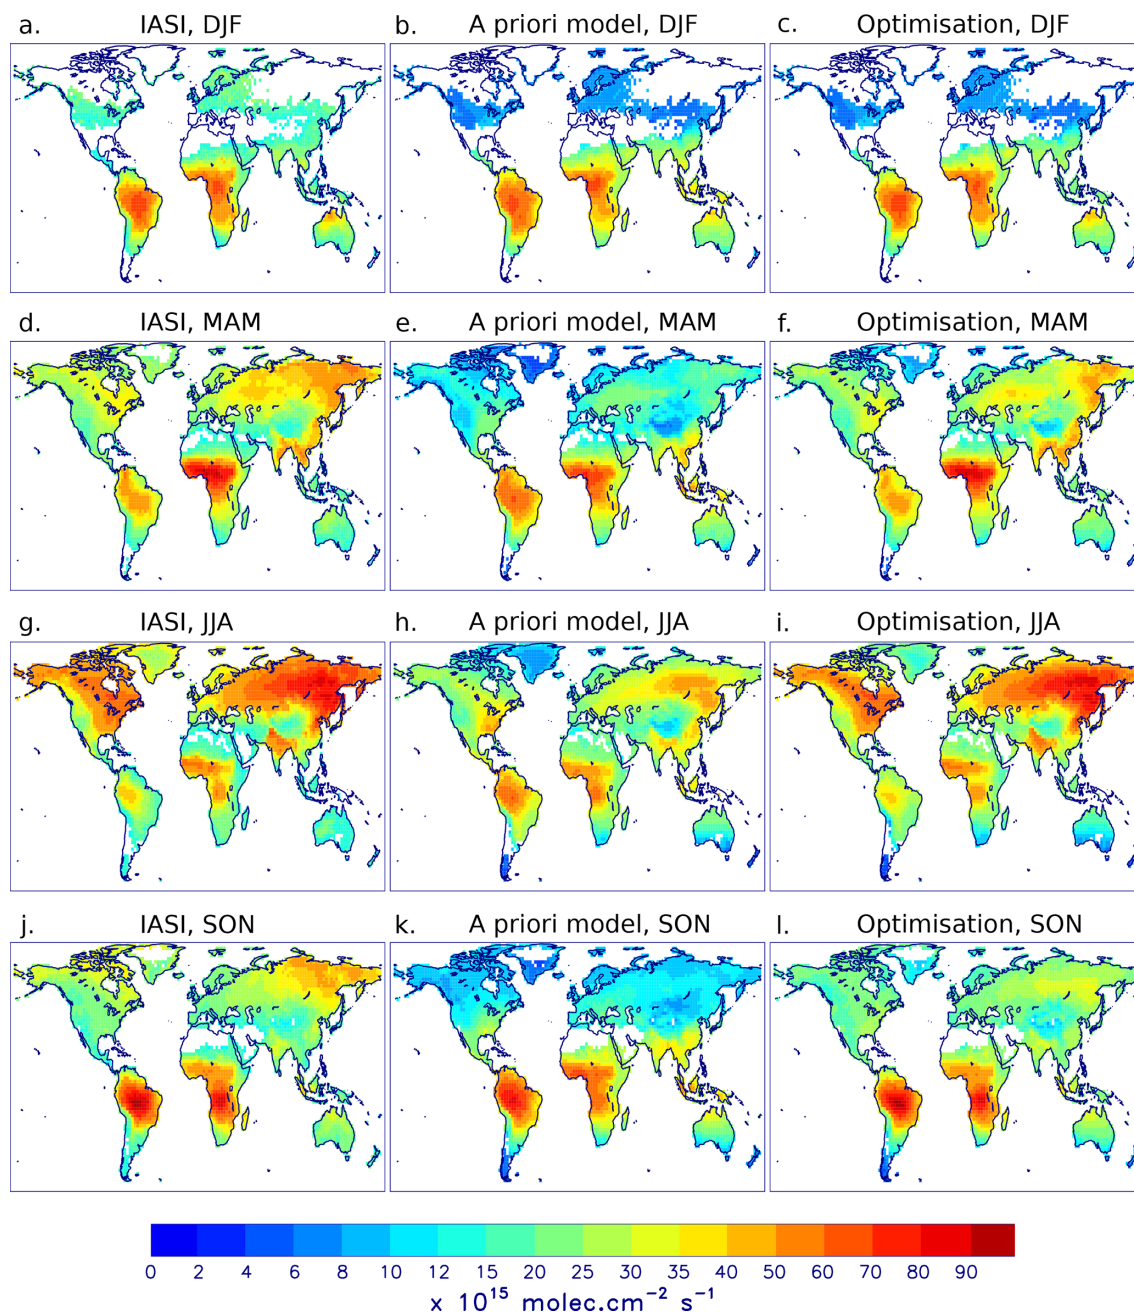 a. IASI, DJF
b. A priori model, DJF
c. Optimisation, DJF
d. IASI, MAM
e. A priori model, MAM
f. Optimisation, MAM
g. IASI, JJA
h. A priori model, JJA
i. Optimisation, JJA
j. IASI, SON
k. A priori model, SON
l. Optimisation, SON
0 2 4 6 8 10 12 15 20 25 30 35 40 50 60 70 80 90
x 10¹⁵ molec.cm⁻² s⁻¹